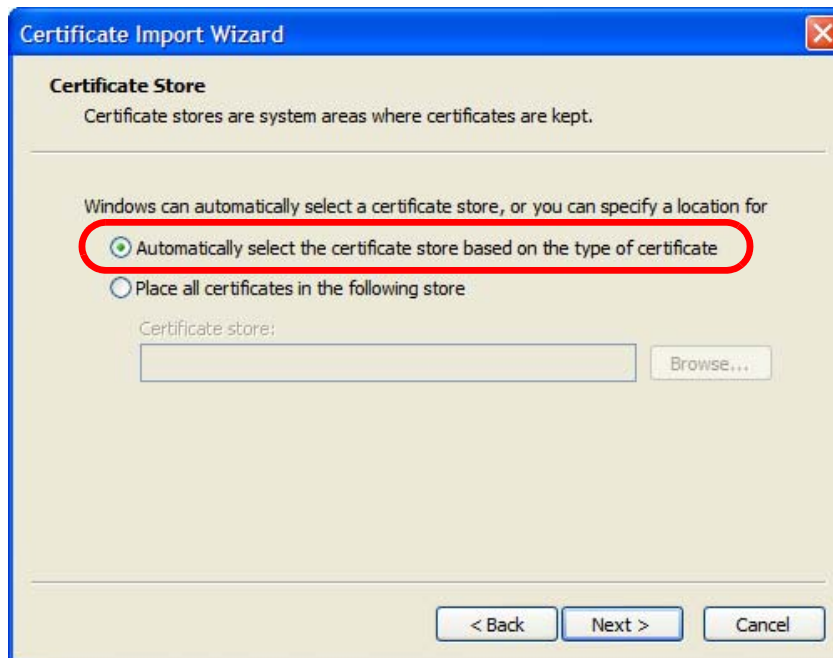 Certificate Import Wizard
Certificate Store
Certificate stores are system areas where certificates are kept.
Windows can automatically select a certificate store, or you can specify a location for
Automatically select the certificate store based on the type of certificate
Place all certificates in the following store
Certificate store:
Browse...
< Back Next > Cancel